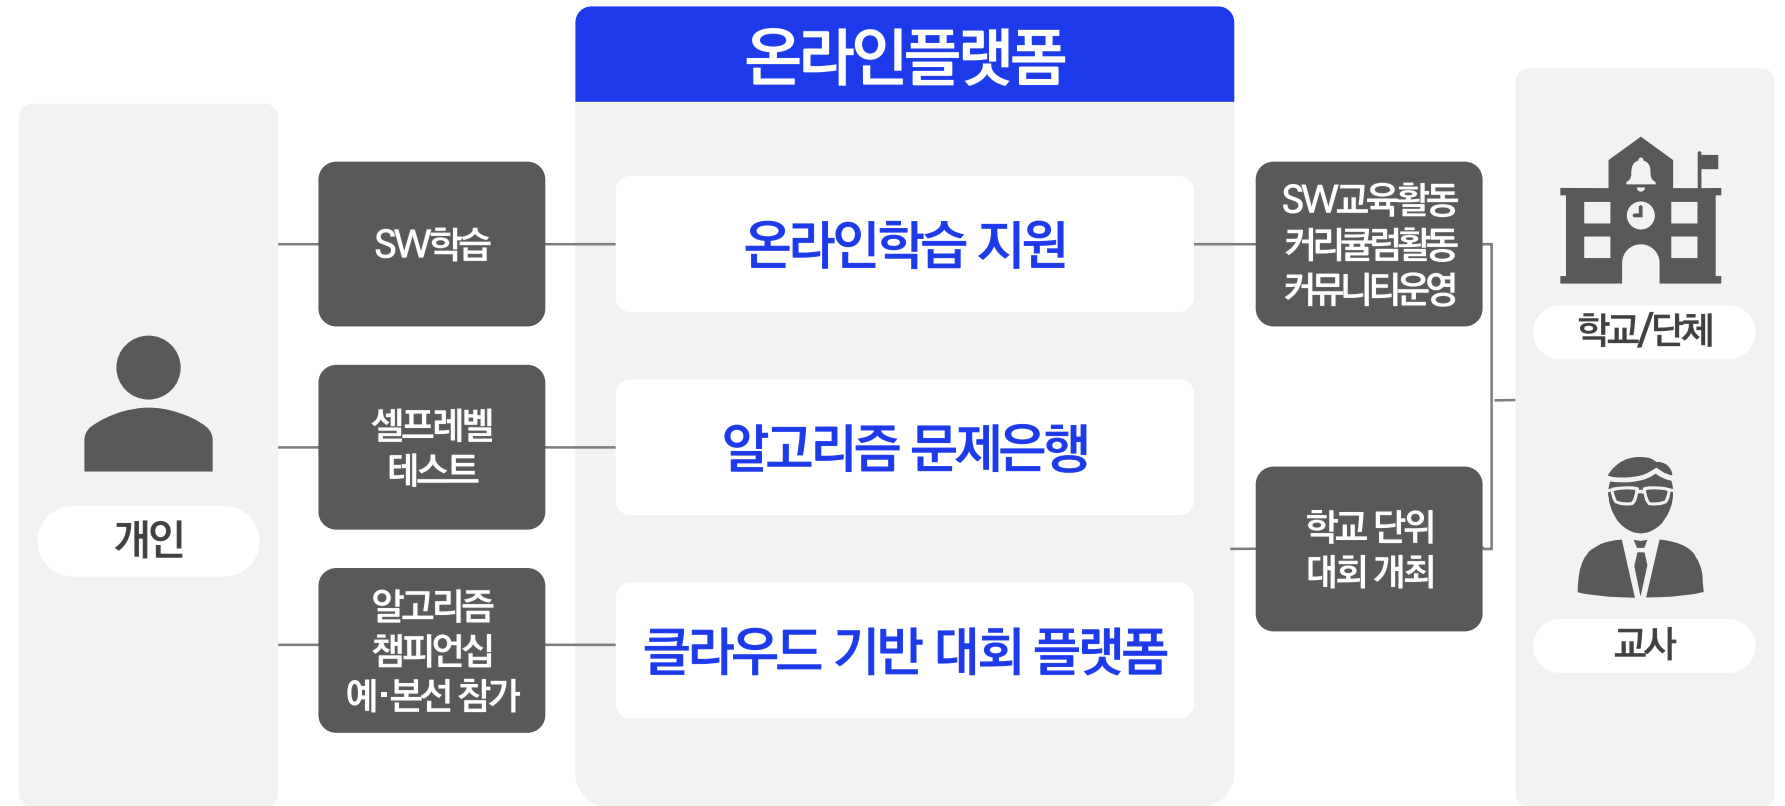 온라인플랫폼
개인
SW학습
셀프레벨
테스트
알고리즘
챔피언십
예·본선 참가
온라인학습 지원
알고리즘 문제은행
클라우드 기반 대회 플랫폼
SW교육활동
커리큘럼활동
커뮤니티운영
학교 단위
대회 개최
학교/단체
교사